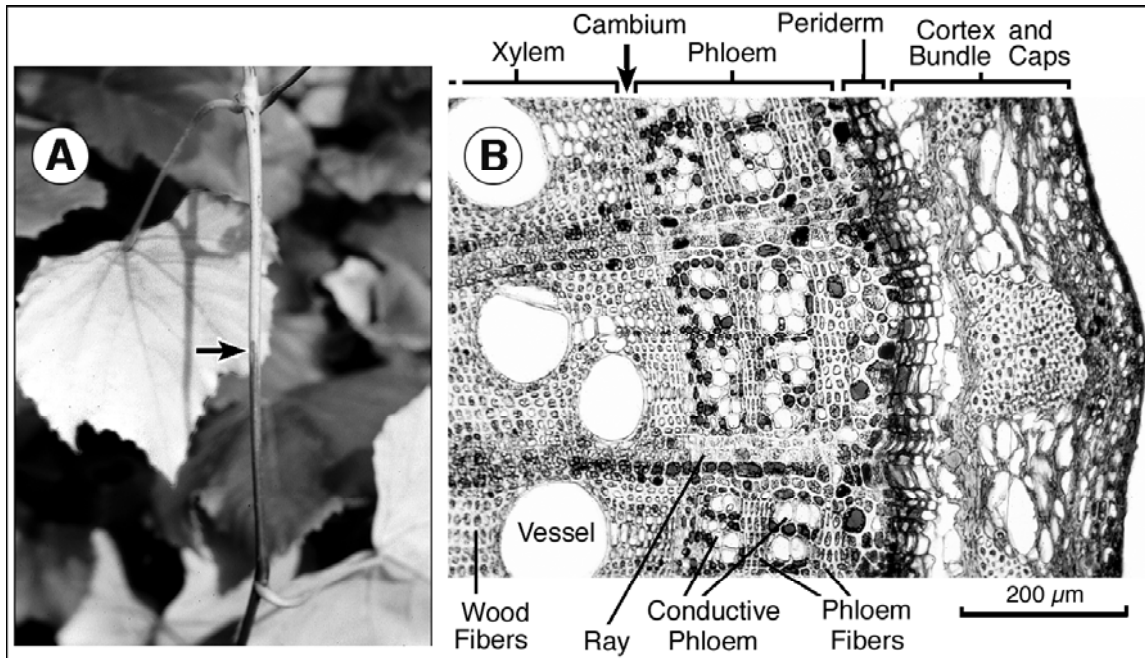 A
Xylem
Cambium
Phloem
Periderm
Cortex and
Bundle Caps
B
Vessel
Wood
Fibers
Ray
Conductive
Phloem
Phloem
Fibers
200 µm